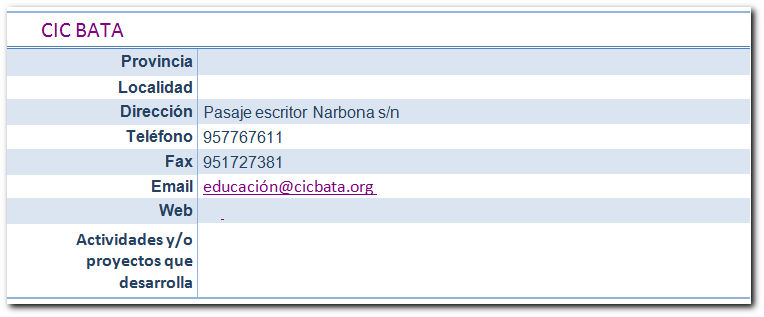 CIC BATA
Provincia
Localidad
Dirección Pasaje escritor Narbona s/n
Teléfono 957767611
Fax 951727381
Email educación@cicbata.org
Web
Actividades y/o
proyectos que
desarrolla